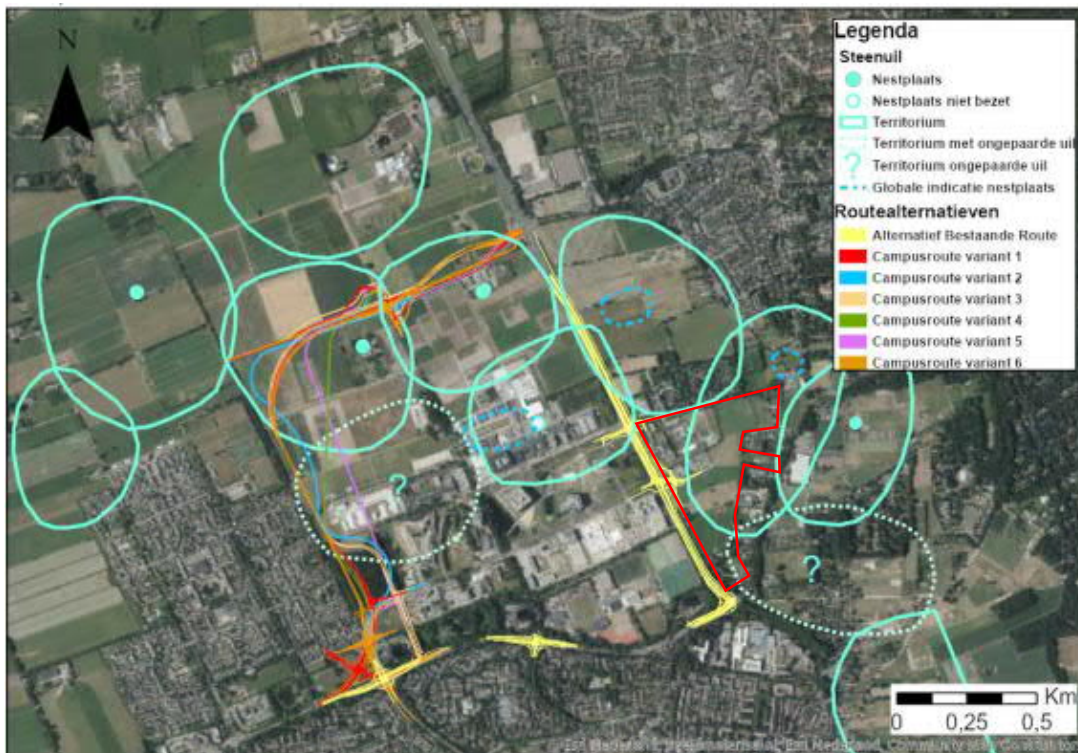 N
Legenda
Steenuil
Nestplaats
Nestplaats niet bezet
Territorium
Territorium met ongepaarde uil
? Territorium ongepaarde uil
Globale indicatie nestplaats
Routealternatieven
Alternatief Bestaande Route
Campusroute variant 1
Campusroute variant 2
Campusroute variant 3
Campusroute variant 4
Campusroute variant 5
Campusroute variant 6
?
?
Km
0 0,25 0,5